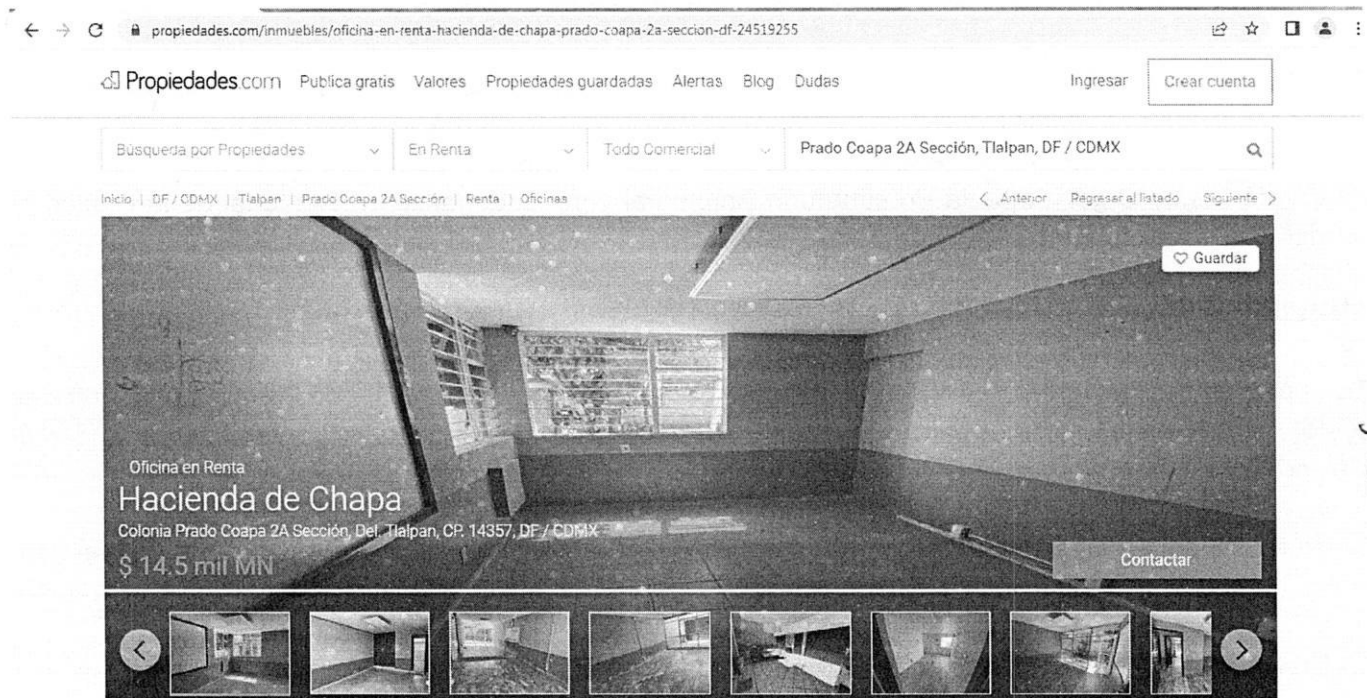 propiedades.com/inmuebles/oficina-en-renta-hacienda-de-chapa-prado-coapa-2a-seccion-df-24519255
Propiedades.com Publica gratis Valores Propiedades guardadas Alertas Blog Dudas Ingresar Crear cuenta
Búsqueda por Propiedades En Renta Todo Comercial Prado Coapa 2A Sección, Tlalpan, DF / CDMX
Inicio | DF / CDMX | Tlalpan | Prado Coapa 2A Sección | Renta | Oficinas < Anterior Regresar al listado Siguiente >
Guardar
Oficina en Renta
Hacienda de Chapa
Colonia Prado Coapa 2A Sección, Del. Tlalpan, CP. 14357, DF / CDMX
$ 14.5 mil MN
Contactar